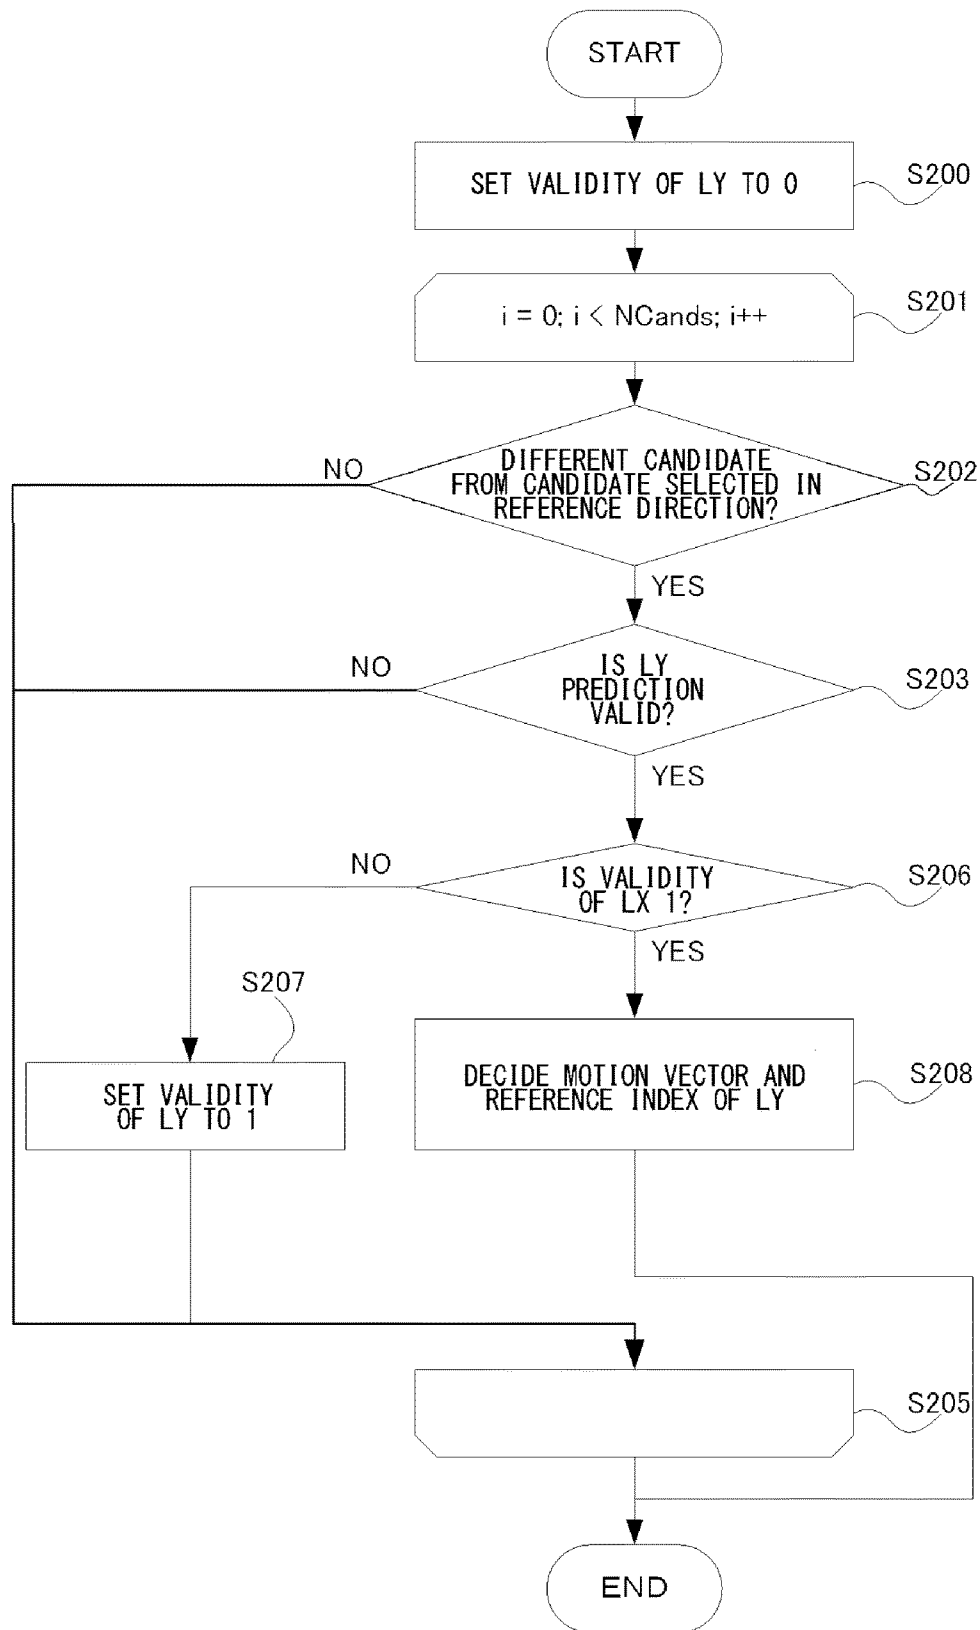 START
SET VALIDITY OF LY TO 0
S200
i = 0; i < NCands; i++
S201
NO
DIFFERENT CANDIDATE
FROM CANDIDATE SELECTED IN
REFERENCE DIRECTION?
S202
YES
NO
IS LY
PREDICTION
VALID?
S203
YES
NO
IS VALIDITY
OF LX 1?
S206
YES
S207
SET VALIDITY
OF LY TO 1
DECIDE MOTION VECTOR AND
REFERENCE INDEX OF LY
S208
S205
END